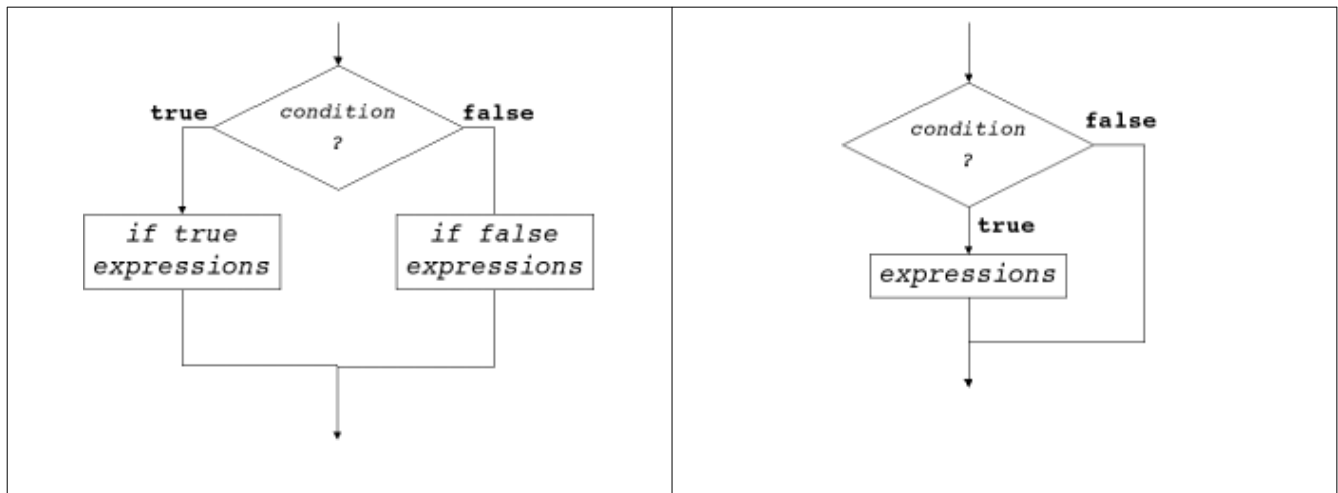 true
condition
?
false
if true
expressions
if false
expressions
condition
?
false
true
expressions